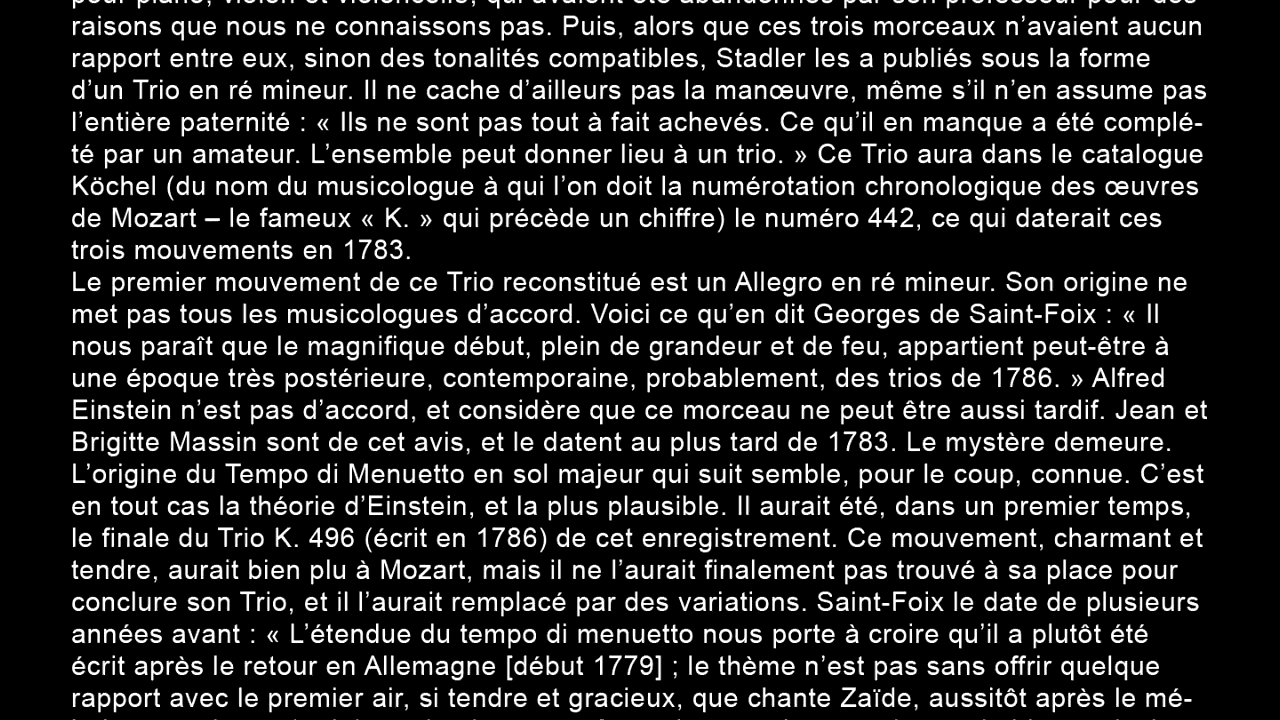 pour piano, violon et violoncelle, qui avaient été abandonnés par son professeur pour des
raisons que nous ne connaissons pas. Puis, alors que ces trois morceaux n’avaient aucun
rapport entre eux, sinon des tonalités compatibles, Stadler les a publiés sous la forme
d’un Trio en ré mineur. Il ne cache d’ailleurs pas la manœuvre, même s’il n’en assume pas
l’entière paternité : « Ils ne sont pas tout à fait achevés. Ce qu’il en manque a été complé-
té par un amateur. L’ensemble peut donner lieu à un trio. » Ce Trio aura dans le catalogue
Köchel (du nom du musicologue à qui l’on doit la numérotation chronologique des œuvres
de Mozart – le fameux « K. » qui précède un chiffre) le numéro 442, ce qui daterait ces
trois mouvements en 1783.
Le premier mouvement de ce Trio reconstitué est un Allegro en ré mineur. Son origine ne
met pas tous les musicologues d’accord. Voici ce qu’en dit Georges de Saint-Foix : « Il
nous paraît que le magnifique début, plein de grandeur et de feu, appartient peut-être à
une époque très postérieure, contemporaine, probablement, des trios de 1786. » Alfred
Einstein n’est pas d’accord, et considère que ce morceau ne peut être aussi tardif. Jean et
Brigitte Massin sont de cet avis, et le datent au plus tard de 1783. Le mystère demeure.
L’origine du Tempo di Menuetto en sol majeur qui suit semble, pour le coup, connue. C’est
en tout cas la théorie d’Einstein, et la plus plausible. Il aurait été, dans un premier temps,
le finale du Trio K. 496 (écrit en 1786) de cet enregistrement. Ce mouvement, charmant et
tendre, aurait bien plu à Mozart, mais il ne l’aurait finalement pas trouvé à sa place pour
conclure son Trio, et il l’aurait remplacé par des variations. Saint-Foix le date de plusieurs
années avant : « L’étendue du tempo di menuetto nous porte à croire qu’il a plutôt été
écrit après le retour en Allemagne [début 1779] ; le thème n’est pas sans offrir quelque
rapport avec le premier air, si tendre et gracieux, que chante Zaïde, aussitôt après le mé-